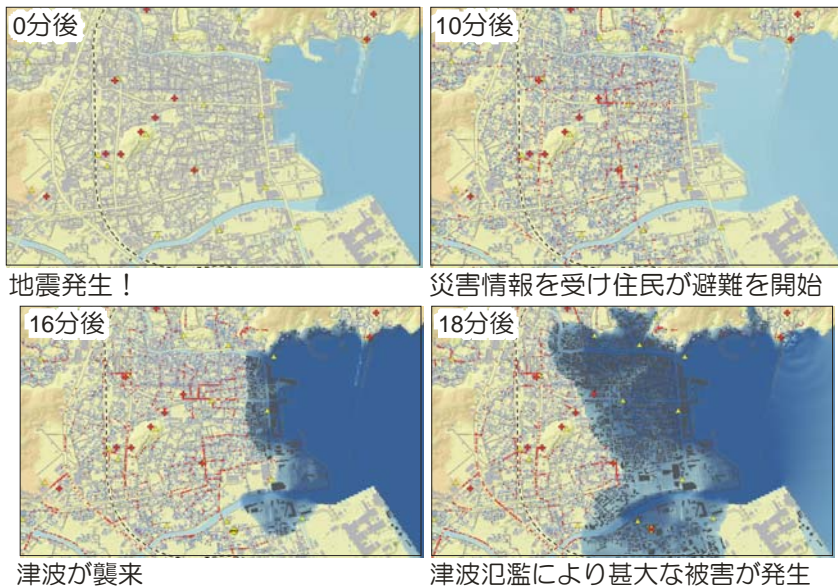 0分後
10分後
地震発生！
災害情報を受け住民が避難を開始
16分後
18分後
津波が襲来
津波氾濫により甚大な被害が発生